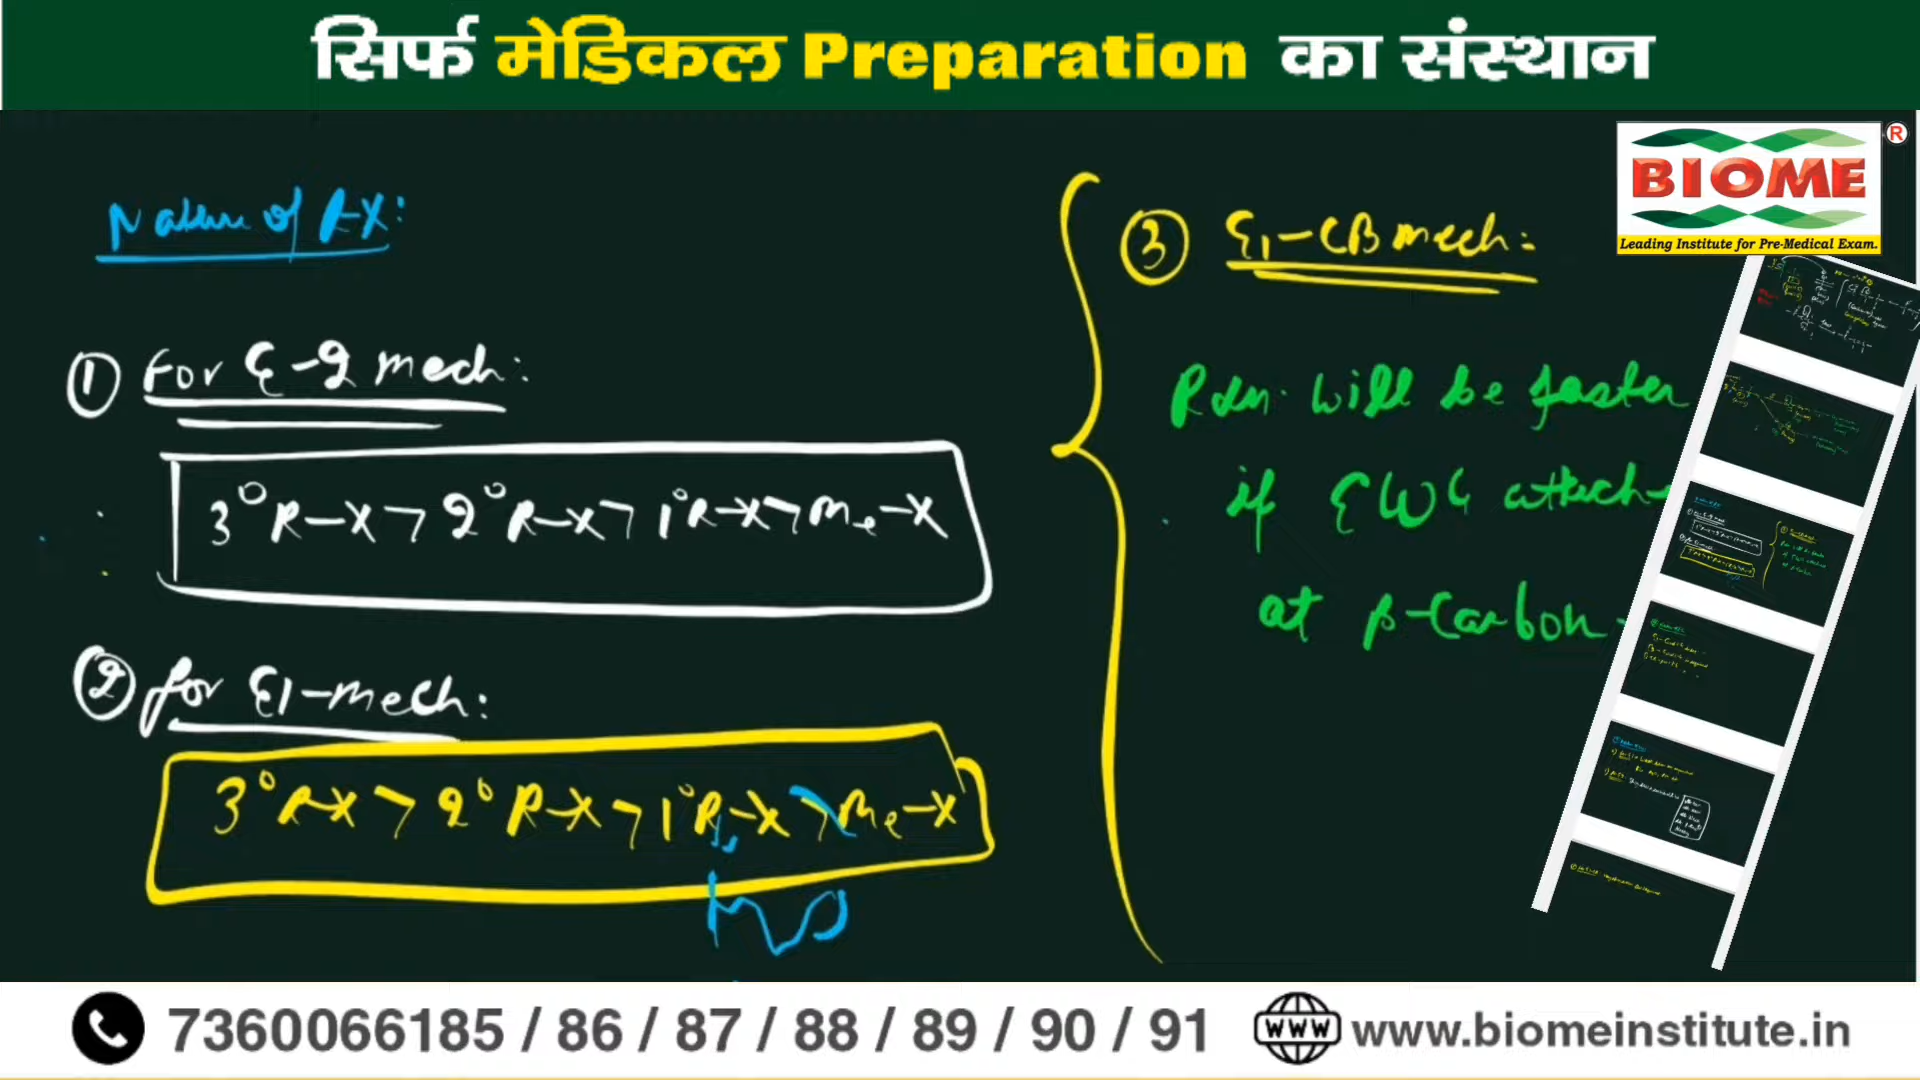 सिर्फ मेडिकल Preparation का संस्थान
BIOME ®
Leading Institute for Pre-Medical Exam.
Nature of R-X:
① For E-2 mech:
3° R-X > 2° R-X > 1° R-X > Me-X
② for E1-mech:
3° R-X > 2° R-X > 1° R-X > Me-X
③ E1-CB mech:
Rxn. will be faster
if EWG attach
at β-Carbon
7360066185 / 86 / 87 / 88 / 89 / 90 / 91
www www.biomeinstitute.in